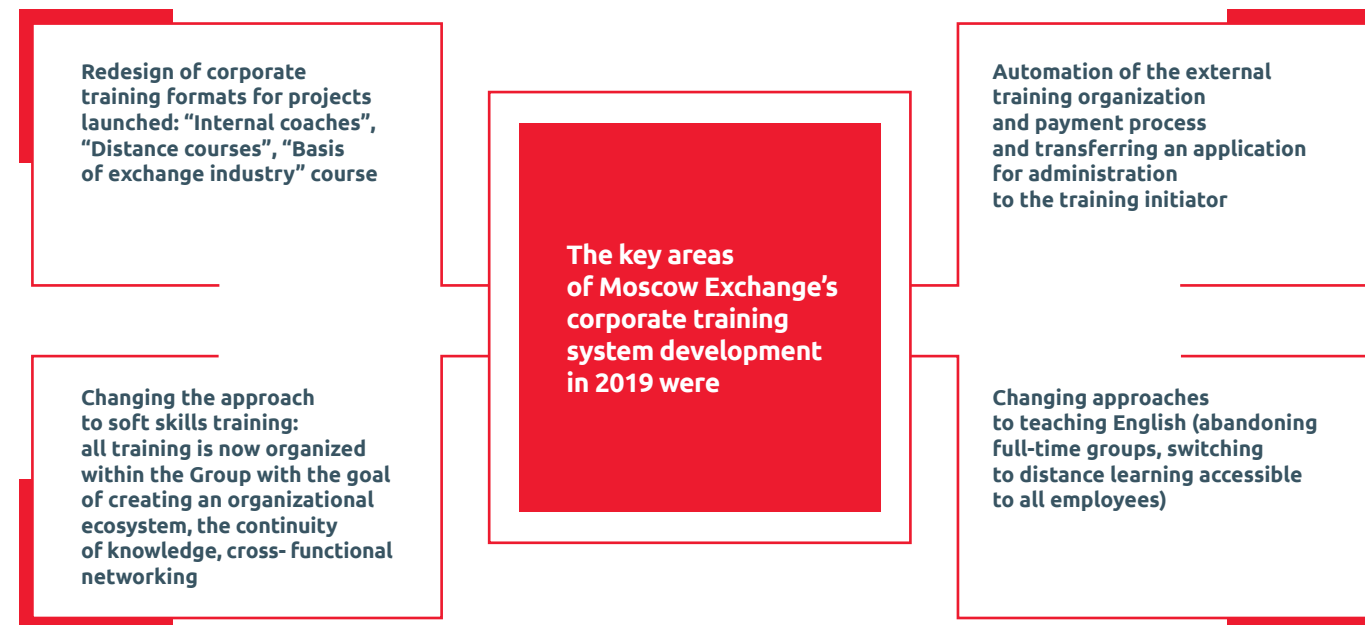 Redesign of corporate
training formats for projects
launched: “Internal coaches”,
“Distance courses”, “Basis
of exchange industry” course
Automation of the external
training organization
and payment process
and transferring an application
for administration
to the training initiator
The key areas
of Moscow Exchange’s
corporate training
system development
in 2019 were
Changing the approach
to soft skills training:
all training is now organized
within the Group with the goal
of creating an organizational
ecosystem, the continuity
of knowledge, cross- functional
networking
Changing approaches
to teaching English (abandoning
full-time groups, switching
to distance learning accessible
to all employees)